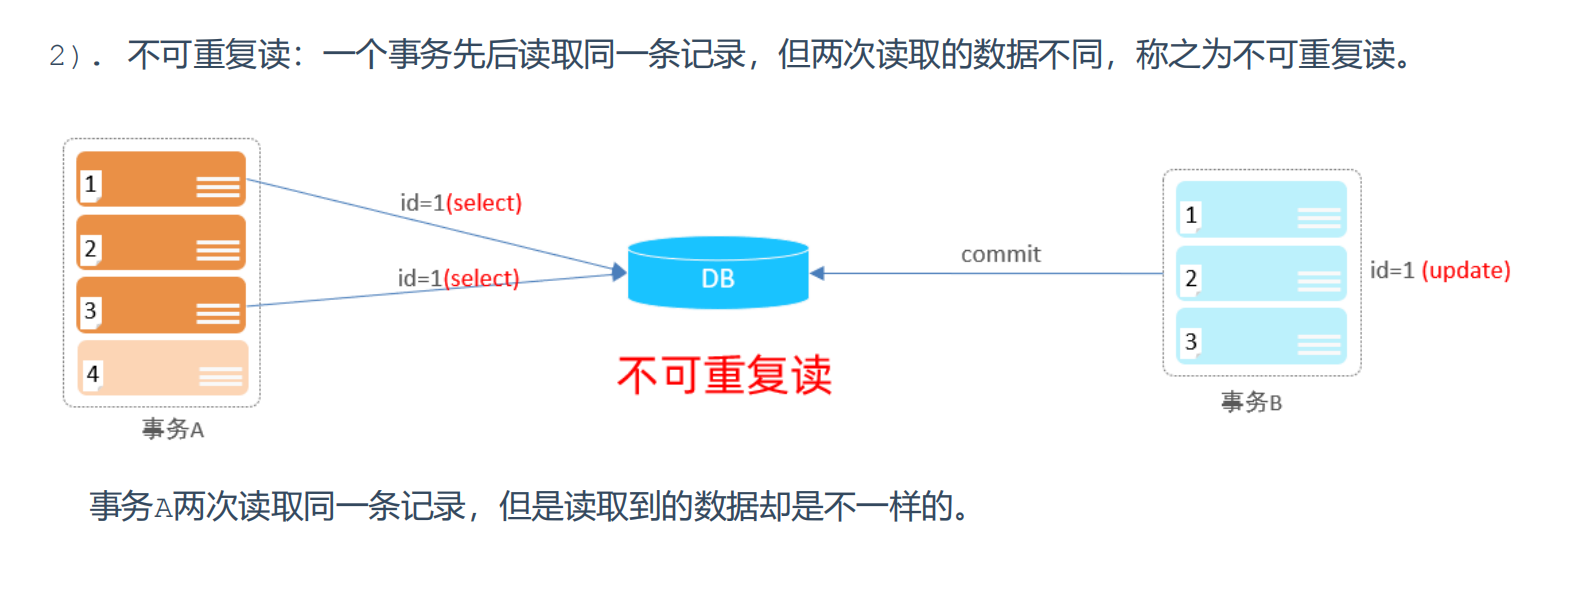 2). 不可重复读：一个事务先后读取同一条记录，但两次读取的数据不同，称之为不可重复读。
1
2
3
4
事务A
id=1(select)
id=1(select)
DB
不可重复读
commit
1
2
3
id=1 (update)
事务B
事务A两次读取同一条记录，但是读取到的数据却是不一样的。